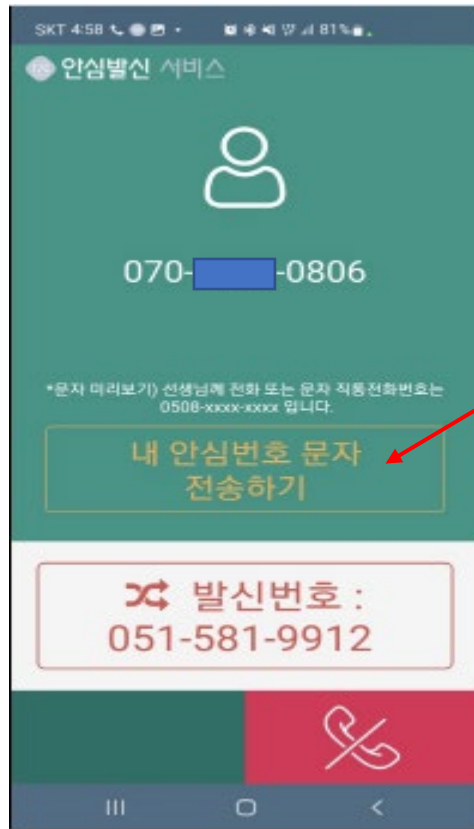 SKT 4:58
81%
안심발신 서비스
070-
-0806
*문자 미리보기) 선생님께 전화 또는 문자 직통전화번호는
0508-xxxx-xxxx 입니다.
내 안심번호 문자
전송하기
발신번호 :
051-581-9912